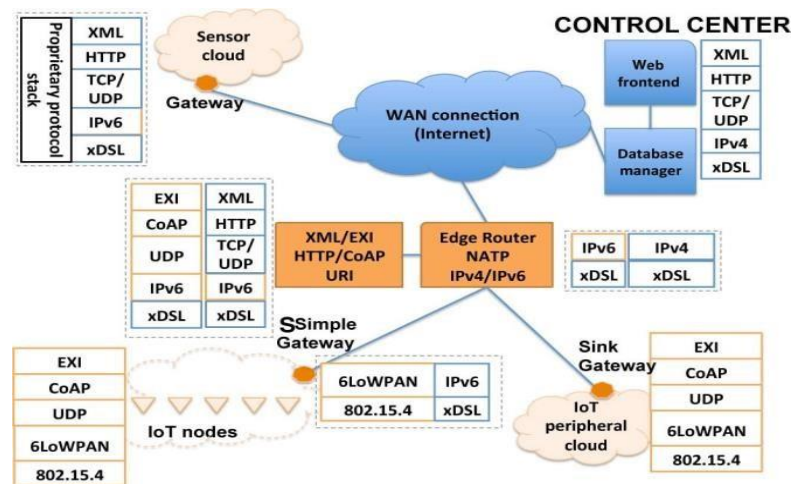 CONTROL CENTER
Proprietary protocol
stack
XML
HTTP
TCP/
UDP
IPv6
xDSL
Sensor
cloud
Gateway
WAN connection
(Internet)
Web
frontend
Database
manager
XML
HTTP
TCP/
UDP
IPv4
xDSL
EXI
CoAP
UDP
IPv6
xDSL
XML
HTTP
TCP/
UDP
IPv6
xDSL
XML/EXI
HTTP/CoAP
URI
Edge Router
NATP
IPv4/IPv6
IPv6 IPv4
xDSL xDSL
SSimple
Gateway
6LoWPAN IPv6
802.15.4 xDSL
Sink
Gateway
EXI
CoAP
UDP
6LoWPAN
802.15.4
IoT nodes
IoT
peripheral
cloud
EXI
CoAP
UDP
6LoWPAN
802.15.4